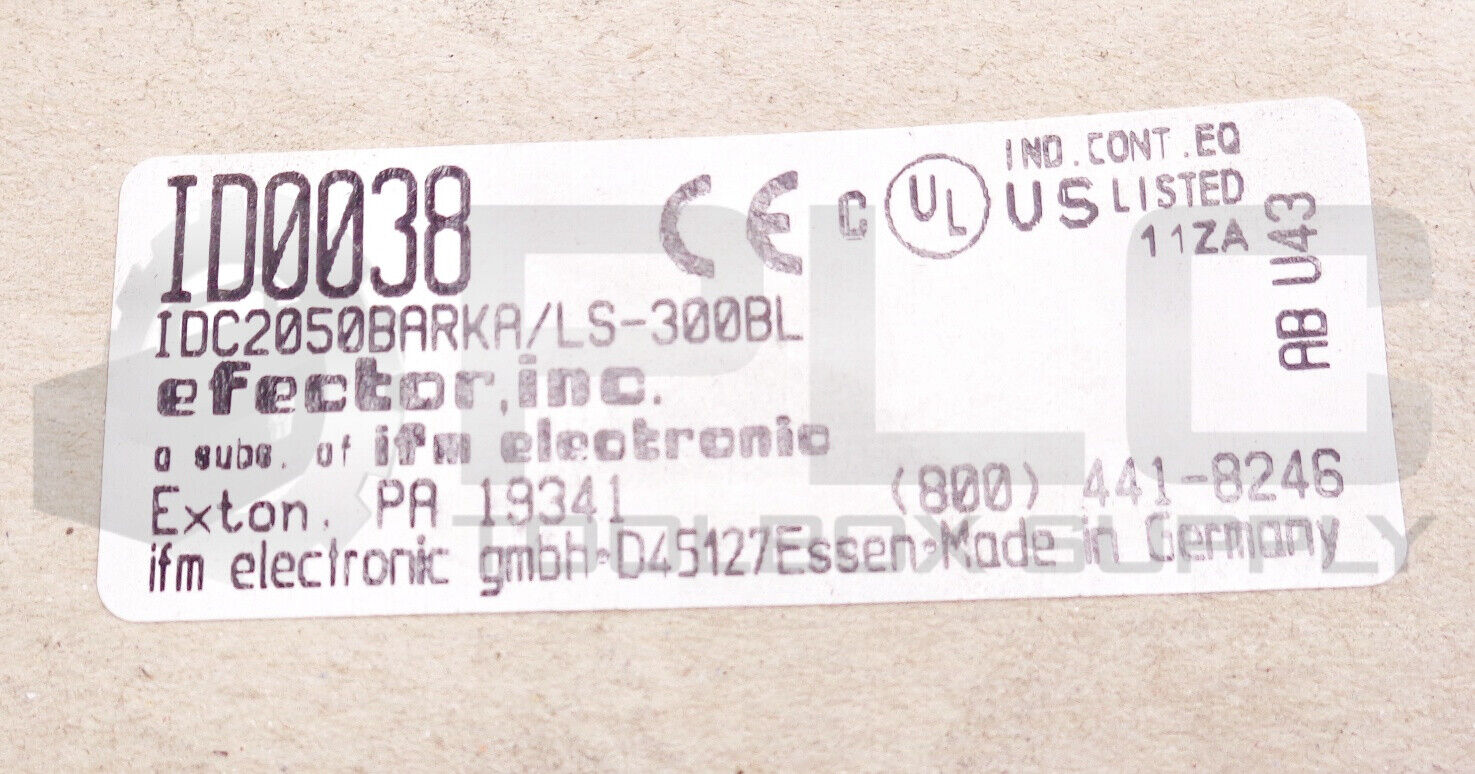 ID0038
IDC2050BARKA/LS-300BL
efector, inc.
a subs. of ifm electronic
Exton, PA 19341
(800) 441-8246
ifm electronic gmbh·D45127Essen·Made in Germany
CE
C UL US
IND.CONT.EQ
LISTED
11ZA
AB U43
PLC
TOOLBOX SUPPLY